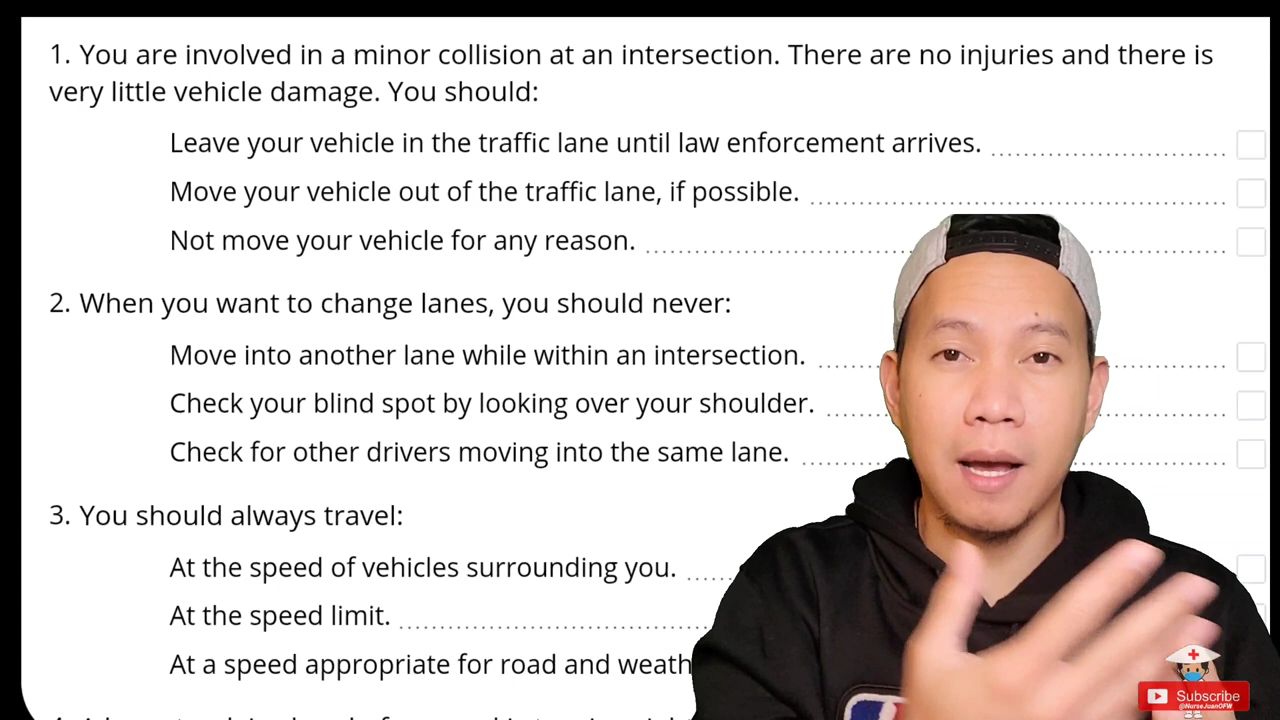 1. You are involved in a minor collision at an intersection. There are no injuries and there is
very little vehicle damage. You should:
Leave your vehicle in the traffic lane until law enforcement arrives.
Move your vehicle out of the traffic lane, if possible.
Not move your vehicle for any reason.
2. When you want to change lanes, you should never:
Move into another lane while within an intersection.
Check your blind spot by looking over your shoulder.
Check for other drivers moving into the same lane.
3. You should always travel:
At the speed of vehicles surrounding you.
At the speed limit.
At a speed appropriate for road and weath
Subscribe
@NurseJuanOFW